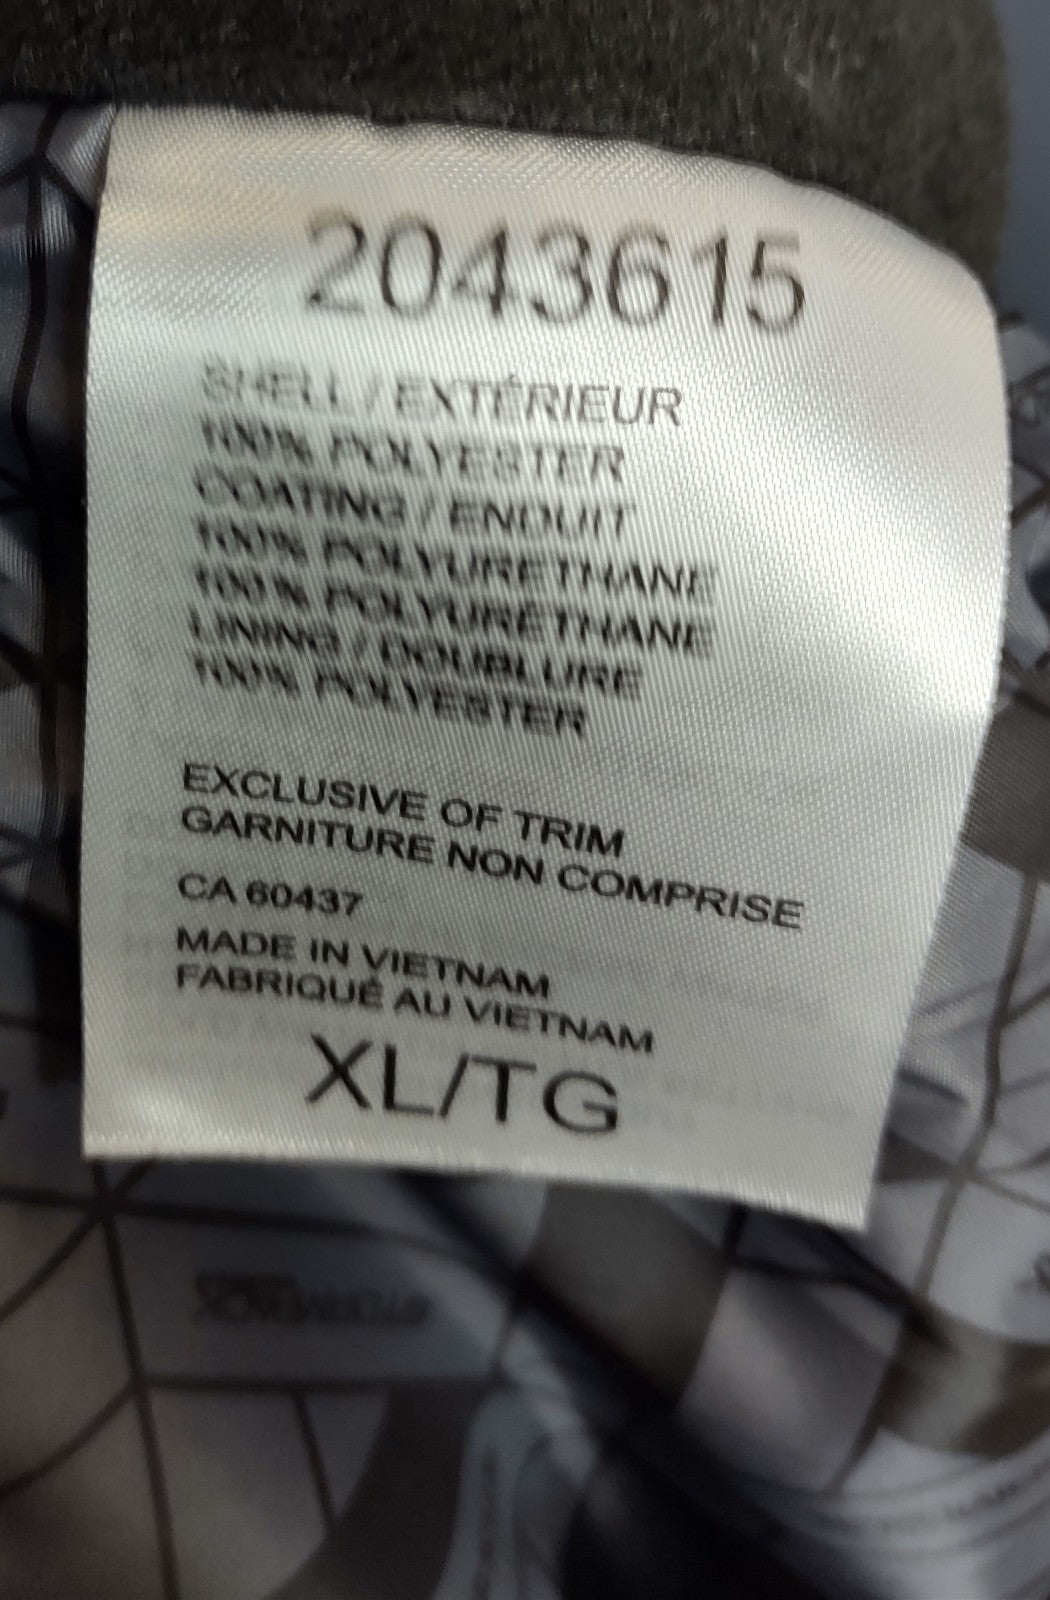 2043615
SHELL / EXTÉRIEUR
100% POLYESTER
COATING / ENDUIT
100% POLYURETHANE
100% POLYURÉTHANE
LINING / DOUBLURE
100% POLYESTER
EXCLUSIVE OF TRIM
GARNITURE NON COMPRISE
CA 60437
MADE IN VIETNAM
FABRIQUÉ AU VIETNAM
XL/TG